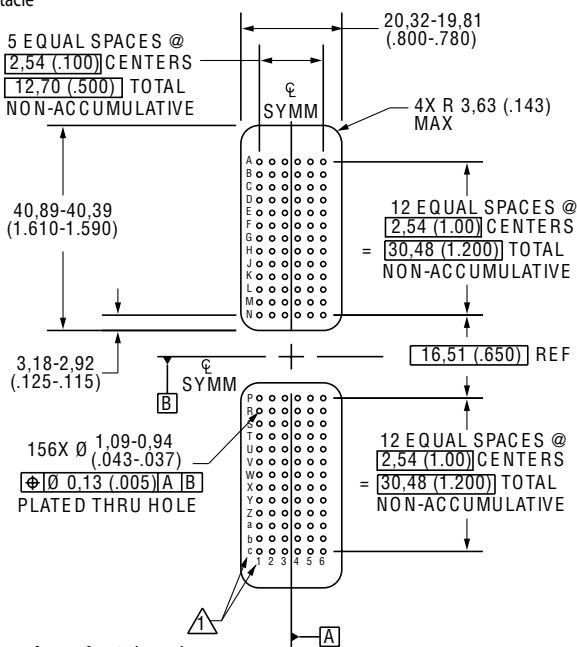 20,32-19,81
(.800-.780)
5 EQUAL SPACES @
2,54 (.100) CENTERS
12,70 (.500) TOTAL
NON-ACCUMULATIVE
℄
SYMM
4X R 3,63 (.143)
MAX
A
B
C
D
E
F
G
H
J
K
L
M
N
40,89-40,39
(1.610-1.590)
12 EQUAL SPACES @
2,54 (1.00) CENTERS
= 30,48 (1.200) TOTAL
NON-ACCUMULATIVE
16,51 (.650) REF
3,18-2,92
(.125-.115)
℄
SYMM
B
P
R
S
T
U
V
W
X
Y
Z
a
b
c
1 2 3 4 5 6
156X Ø 1,09-0,94
(.043-.037)
⌖ Ø 0,13 (.005) A B
PLATED THRU HOLE
12 EQUAL SPACES @
2,54 (1.00) CENTERS
= 30,48 (1.200) TOTAL
NON-ACCUMULATIVE
1
A